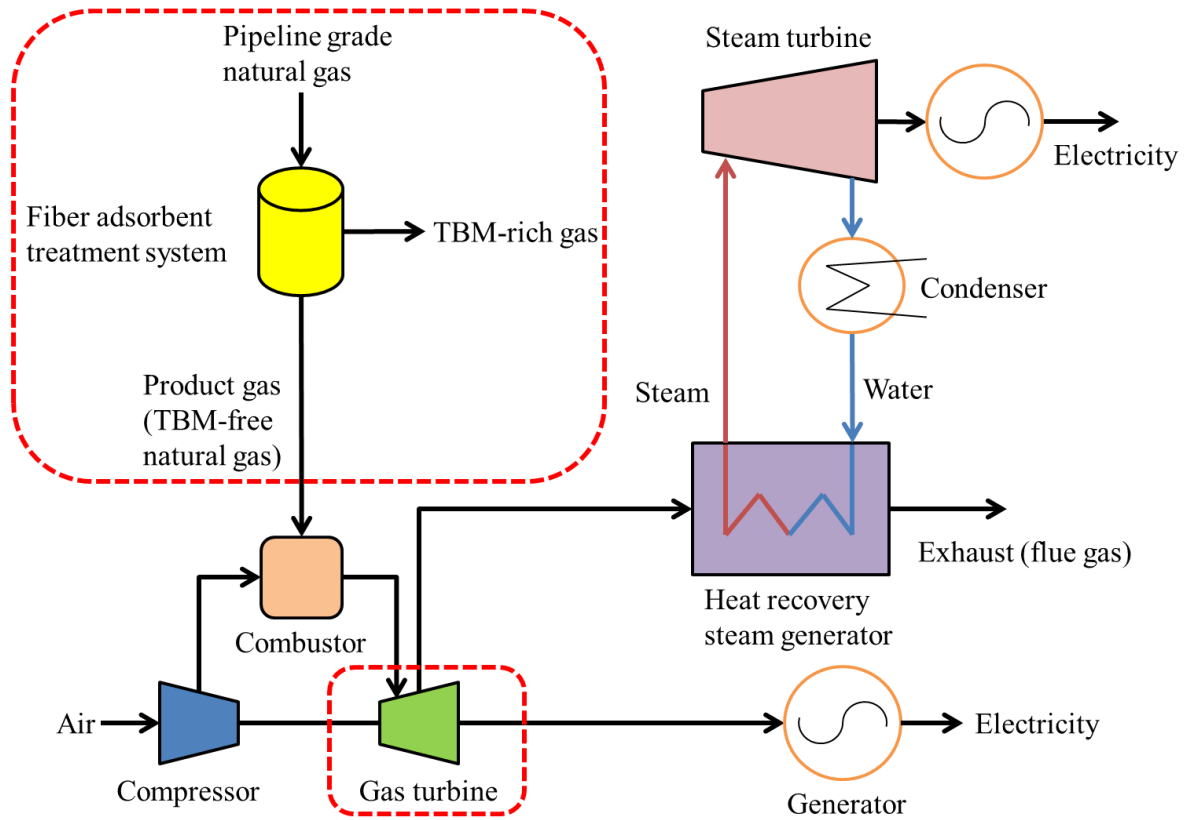 Pipeline grade
natural gas
Fiber adsorbent
treatment system
TBM-rich gas
Product gas
(TBM-free
natural gas)
Combustor
Air
Compressor
Gas turbine
Steam turbine
Electricity
Condenser
Steam
Water
Exhaust (flue gas)
Heat recovery
steam generator
Electricity
Generator